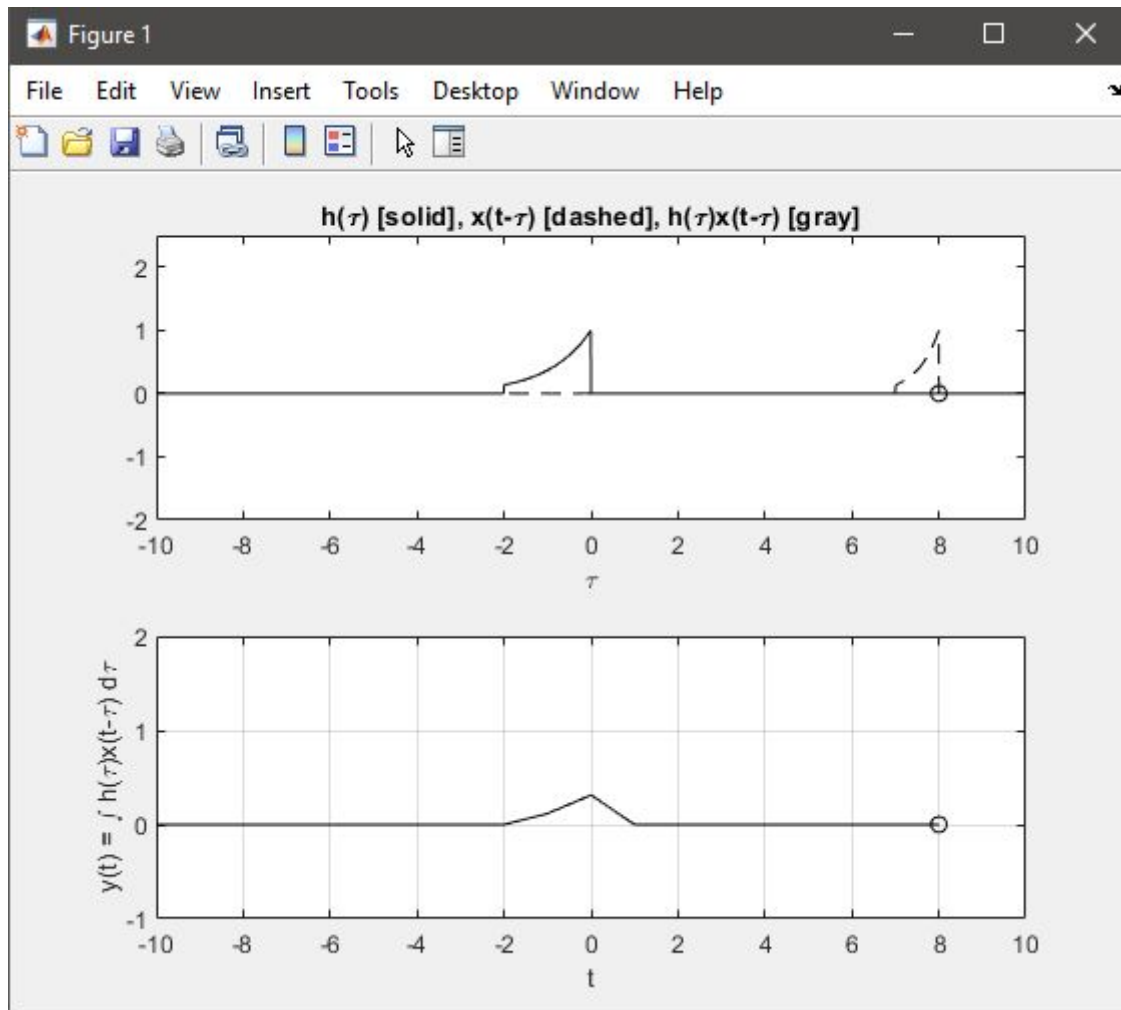 Figure 1
File Edit View Insert Tools Desktop Window Help
h(τ) [solid], x(t-τ) [dashed], h(τ)x(t-τ) [gray]
2
1
0
-1
-2
-10 -8 -6 -4 -2 0 2 4 6 8 10
τ
y(t) = ∫ h(τ)x(t-τ) dτ
2
1
0
-1
-10 -8 -6 -4 -2 0 2 4 6 8 10
t